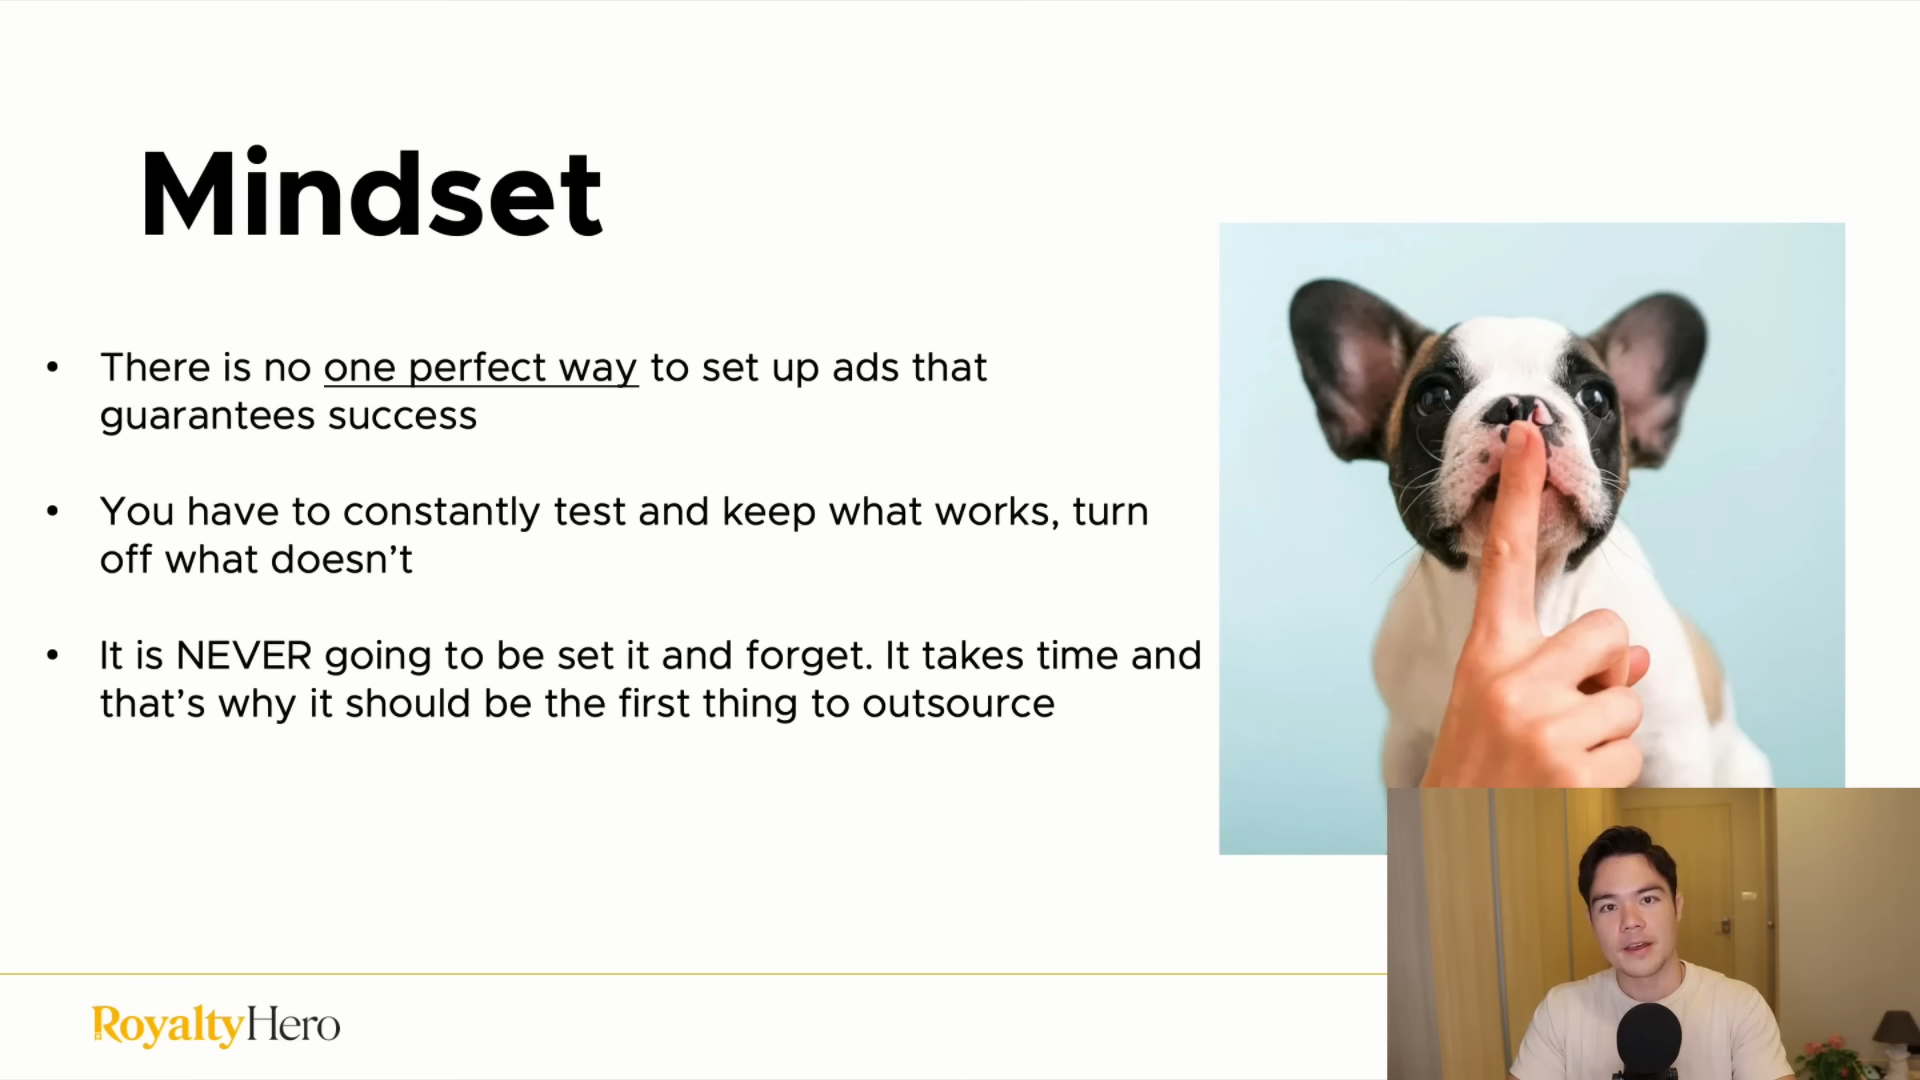 Mindset
• There is no one perfect way to set up ads that
guarantees success
• You have to constantly test and keep what works, turn
off what doesn’t
• It is NEVER going to be set it and forget. It takes time and
that’s why it should be the first thing to outsource
RoyaltyHero